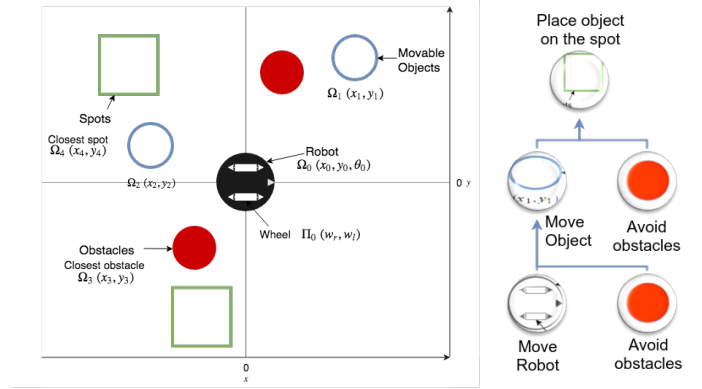 Movable
Objects
Ω₁ (x₁, y₁)
Spots
Closest spot
Ω₄ (x₄, y₄)
Ω₂ (x₂, y₂)
Robot
Ω₀ (x₀, y₀, θ₀)
0 y
Wheel Π₀ (wᵣ, wₗ)
Obstacles
Closest obstacle
Ω₃ (x₃, y₃)
0
x
Place object
on the spot
(x₁, y₁)
Move
Object
Avoid
obstacles
Move
Robot
Avoid
obstacles